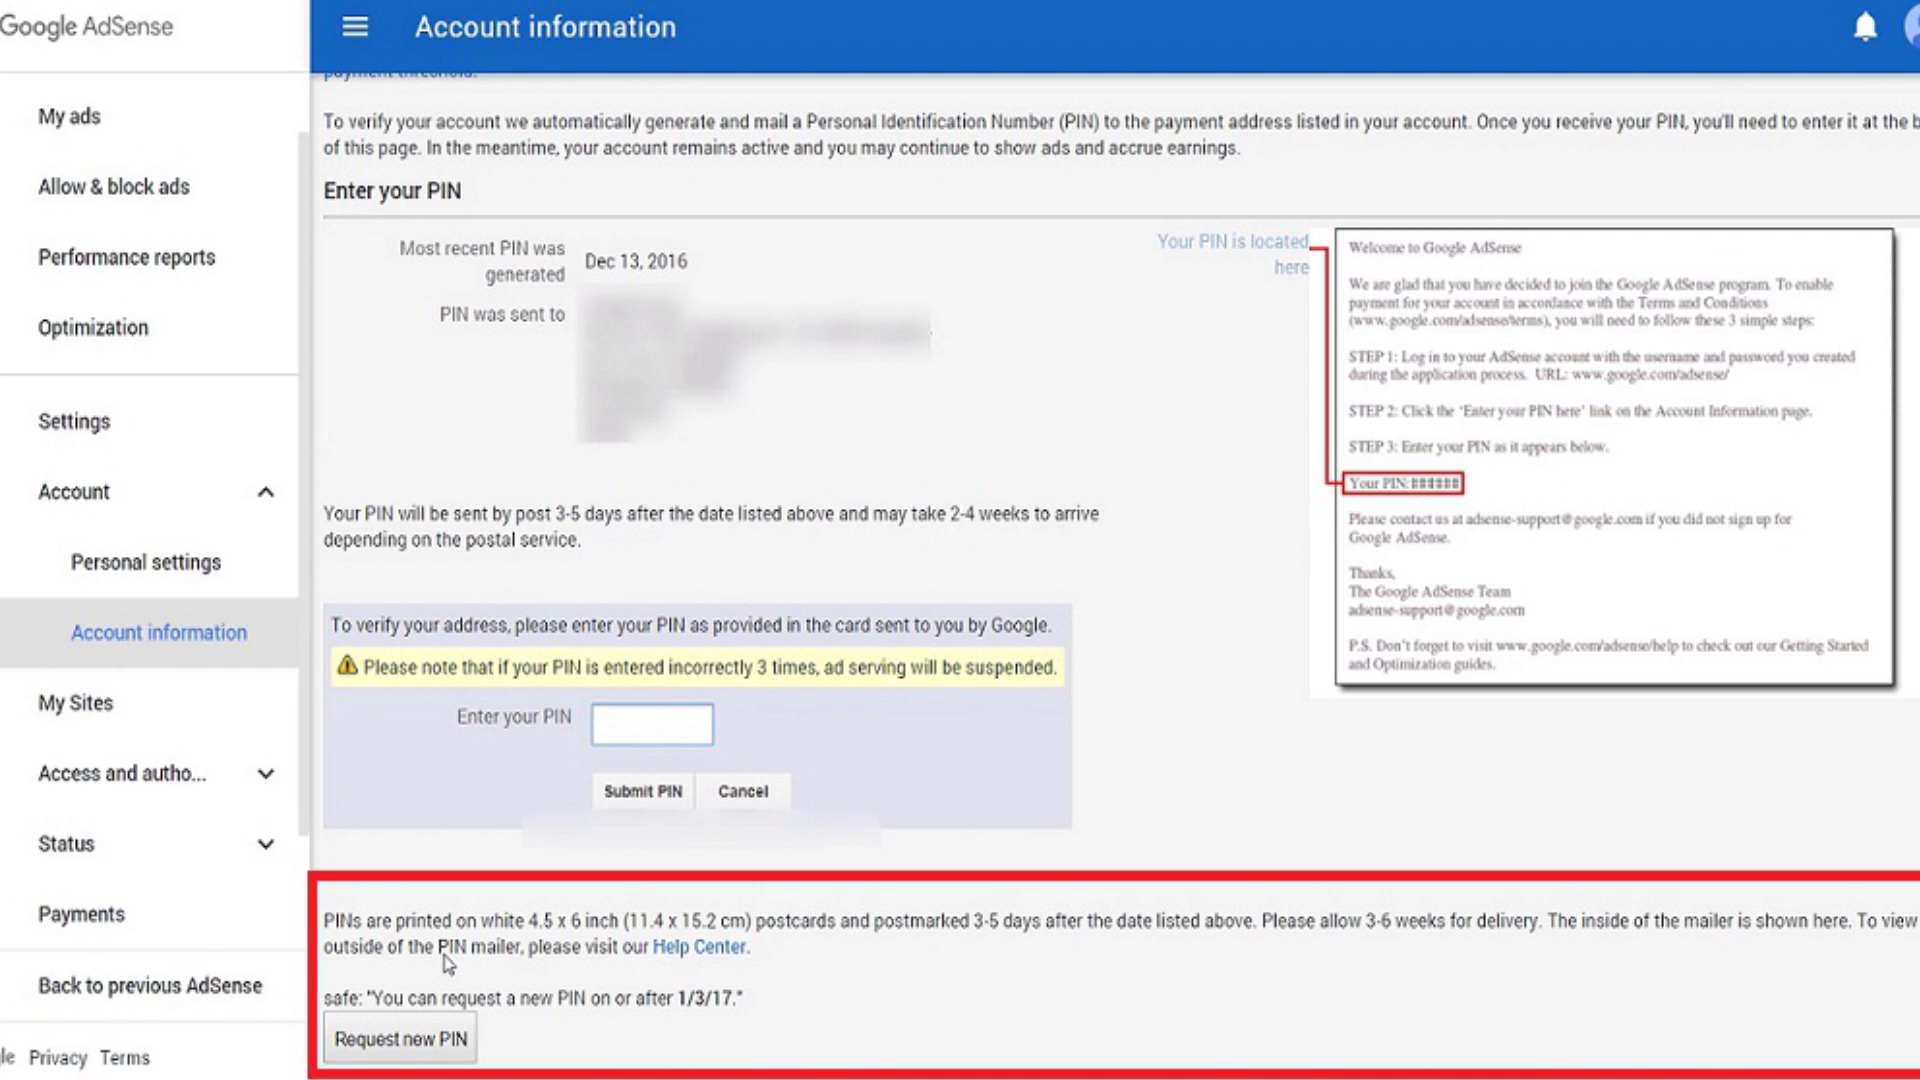 Google AdSense
Account information
My ads
Allow & block ads
Performance reports
Optimization
Settings
Account
Personal settings
Account information
My Sites
Access and autho...
Status
Payments
Back to previous AdSense
Privacy Terms
payment threshold.
To verify your account we automatically generate and mail a Personal Identification Number (PIN) to the payment address listed in your account. Once you receive your PIN, you'll need to enter it at the
of this page. In the meantime, your account remains active and you may continue to show ads and accrue earnings.
Enter your PIN
Most recent PIN was
generated
Dec 13, 2016
PIN was sent to
Your PIN is located
here
Welcome to Google AdSense
We are glad that you have decided to join the Google AdSense program. To enable
payment for your account in accordance with the Terms and Conditions
(www.google.com/adsense/terms), you will need to follow these 3 simple steps:
STEP 1: Log in to your AdSense account with the username and password you created
during the application process. URL: www.google.com/adsense/
STEP 2: Click the 'Enter your PIN here' link on the Account Information page.
STEP 3: Enter your PIN as it appears below.
Your PIN: ######
Please contact us at adsense-support@google.com if you did not sign up for
Google AdSense.
Thanks,
The Google AdSense Team
adsense-support@google.com
P.S. Don't forget to visit www.google.com/adsense/help to check out our Getting Started
and Optimization guides.
Your PIN will be sent by post 3-5 days after the date listed above and may take 2-4 weeks to arrive
depending on the postal service.
To verify your address, please enter your PIN as provided in the card sent to you by Google.
Please note that if your PIN is entered incorrectly 3 times, ad serving will be suspended.
Enter your PIN
Submit PIN
Cancel
PINs are printed on white 4.5 x 6 inch (11.4 x 15.2 cm) postcards and postmarked 3-5 days after the date listed above. Please allow 3-6 weeks for delivery. The inside of the mailer is shown here. To view
outside of the PIN mailer, please visit our Help Center.
safe: "You can request a new PIN on or after 1/3/17."
Request new PIN